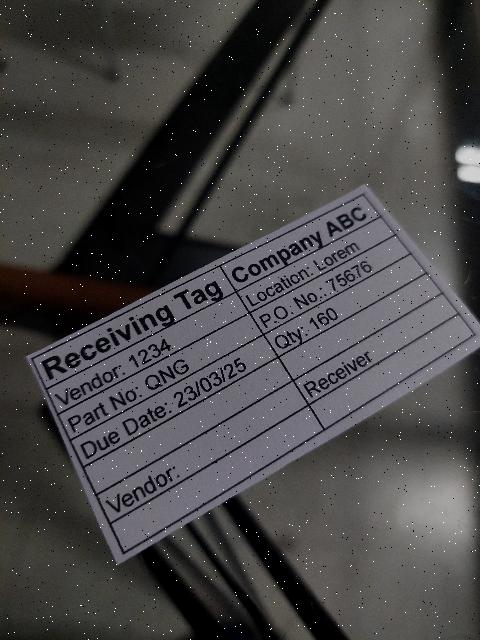 Receiving Tag Company ABC
Vendor: 1234 Location: Lorem
Part No: QNG P.O. No.: 75676
Due Date: 23/03/25 Qty: 160
Vendor: Receiver